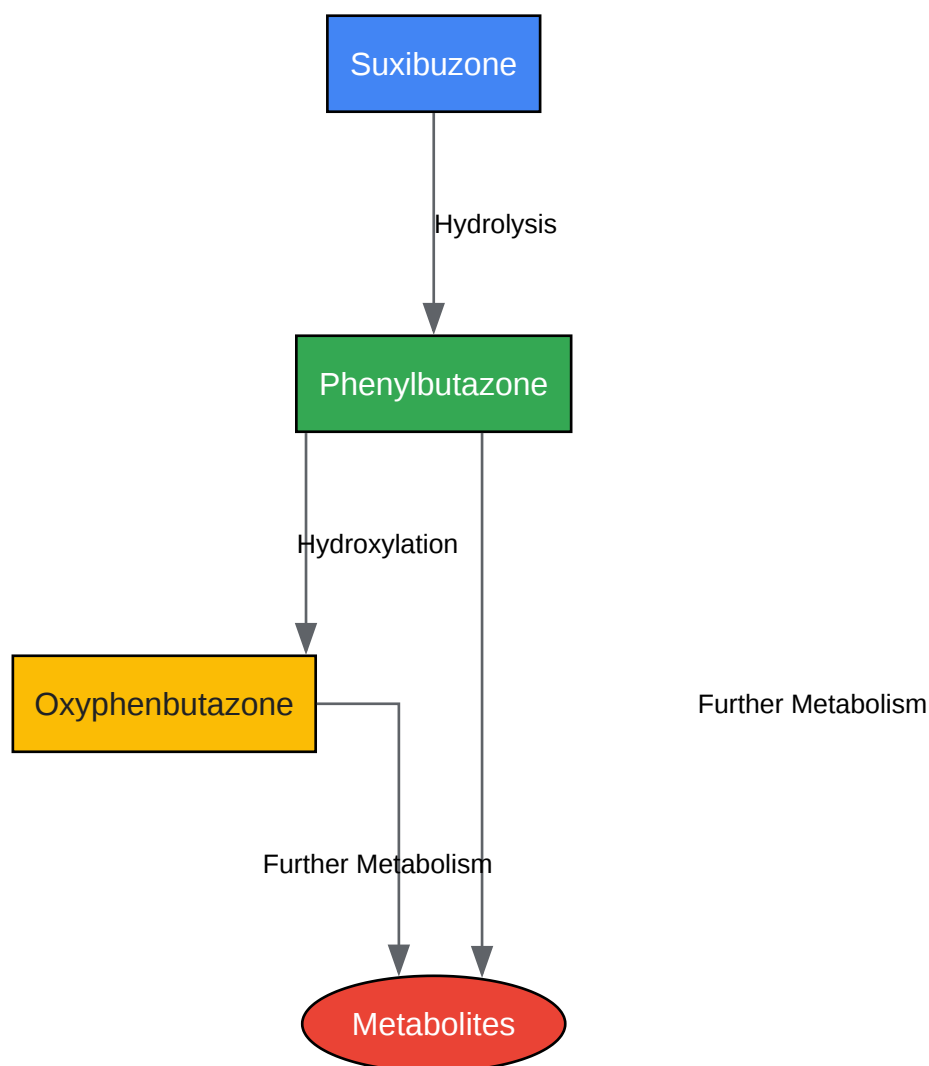 Suxibuzone
Hydrolysis
Phenylbutazone
Hydroxylation
Oxyphenbutazone
Further Metabolism
Further Metabolism
Metabolites